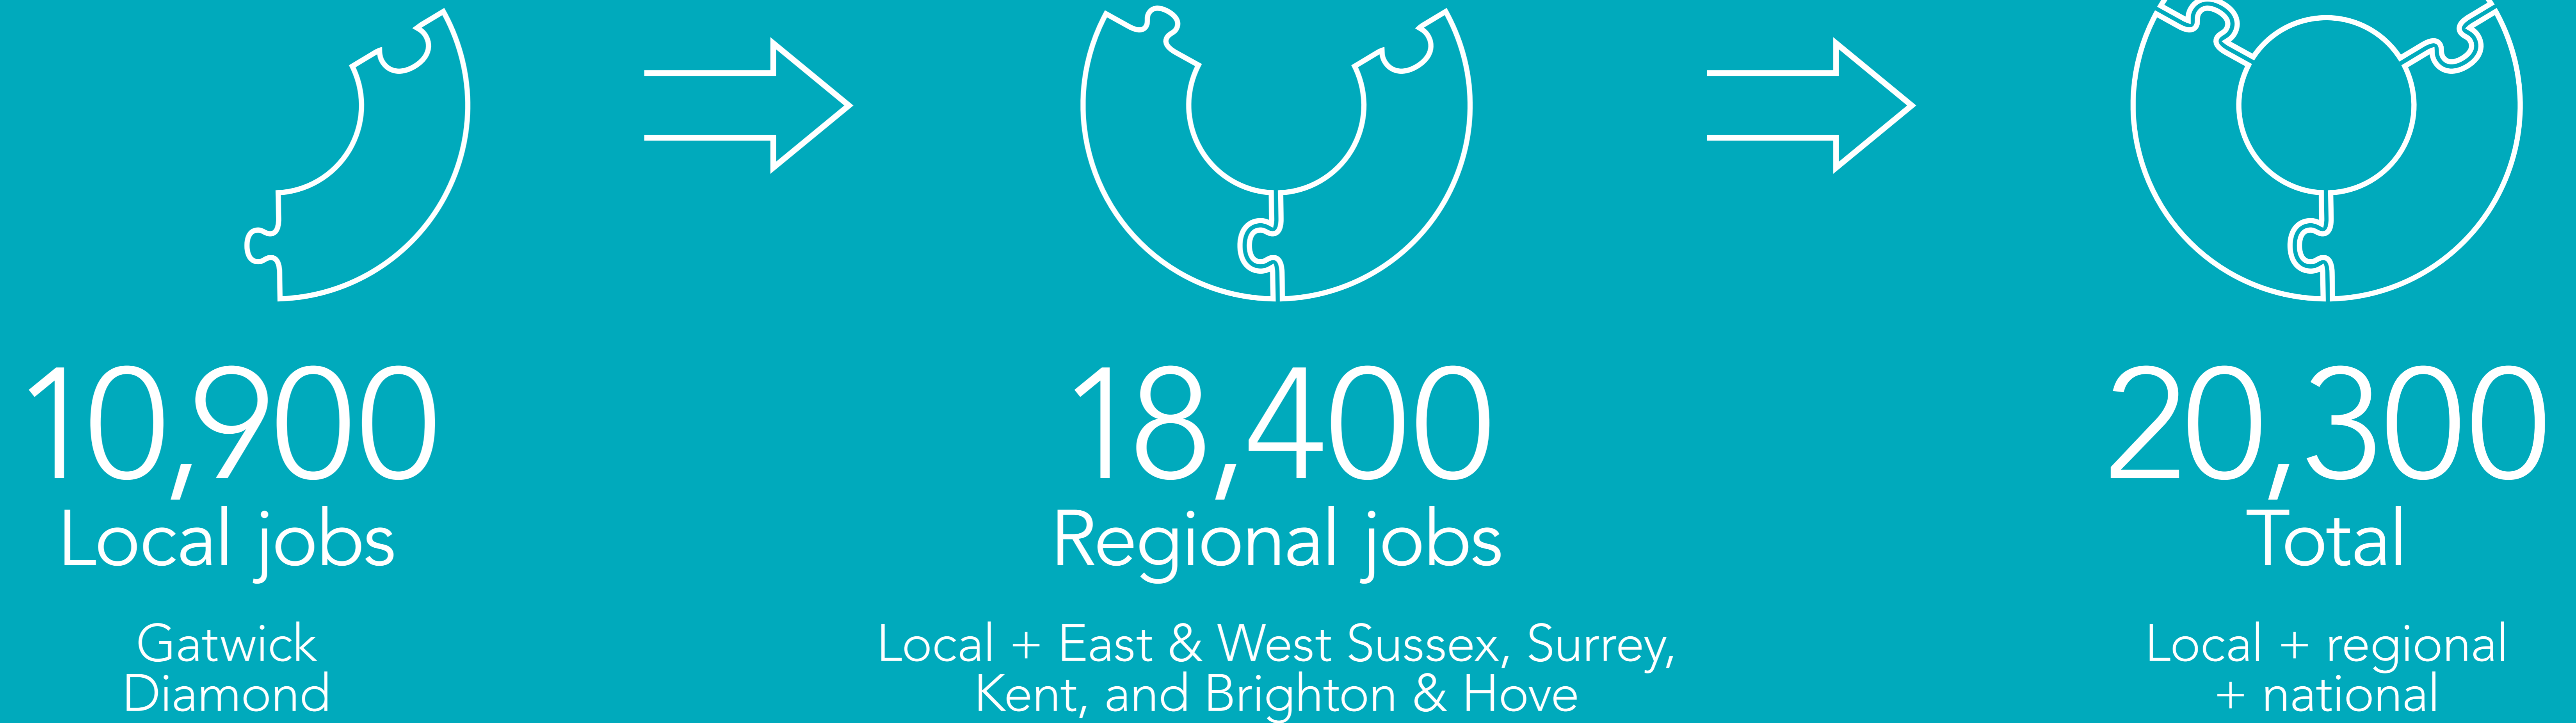 10,900
Local jobs
Gatwick
Diamond
18,400
Regional jobs
Local + East & West Sussex, Surrey,
Kent, and Brighton & Hove
20,300
Total
Local + regional
+ national